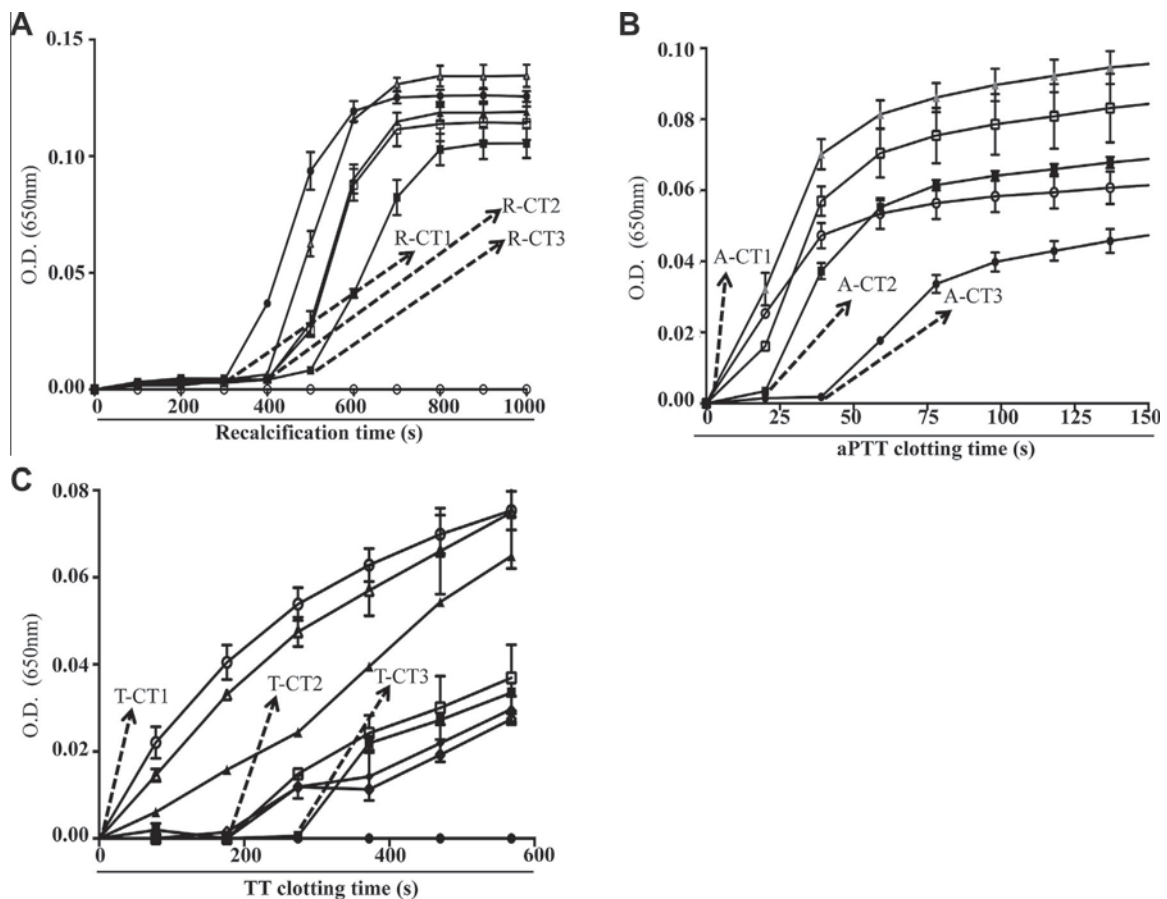 A
O.D. (650nm)
0.15
0.10
0.05
0.00
R-CT1
R-CT2
R-CT3
0
200
400
600
800
1000
Recalcification time (s)
B
O.D. (650nm)
0.10
0.08
0.06
0.04
0.02
0.00
A-CT1
A-CT2
A-CT3
0
25
50
75
100
125
150
aPTT clotting time (s)
C
O.D. (650nm)
0.08
0.06
0.04
0.02
0.00
T-CT1
T-CT2
T-CT3
0
200
400
600
TT clotting time (s)